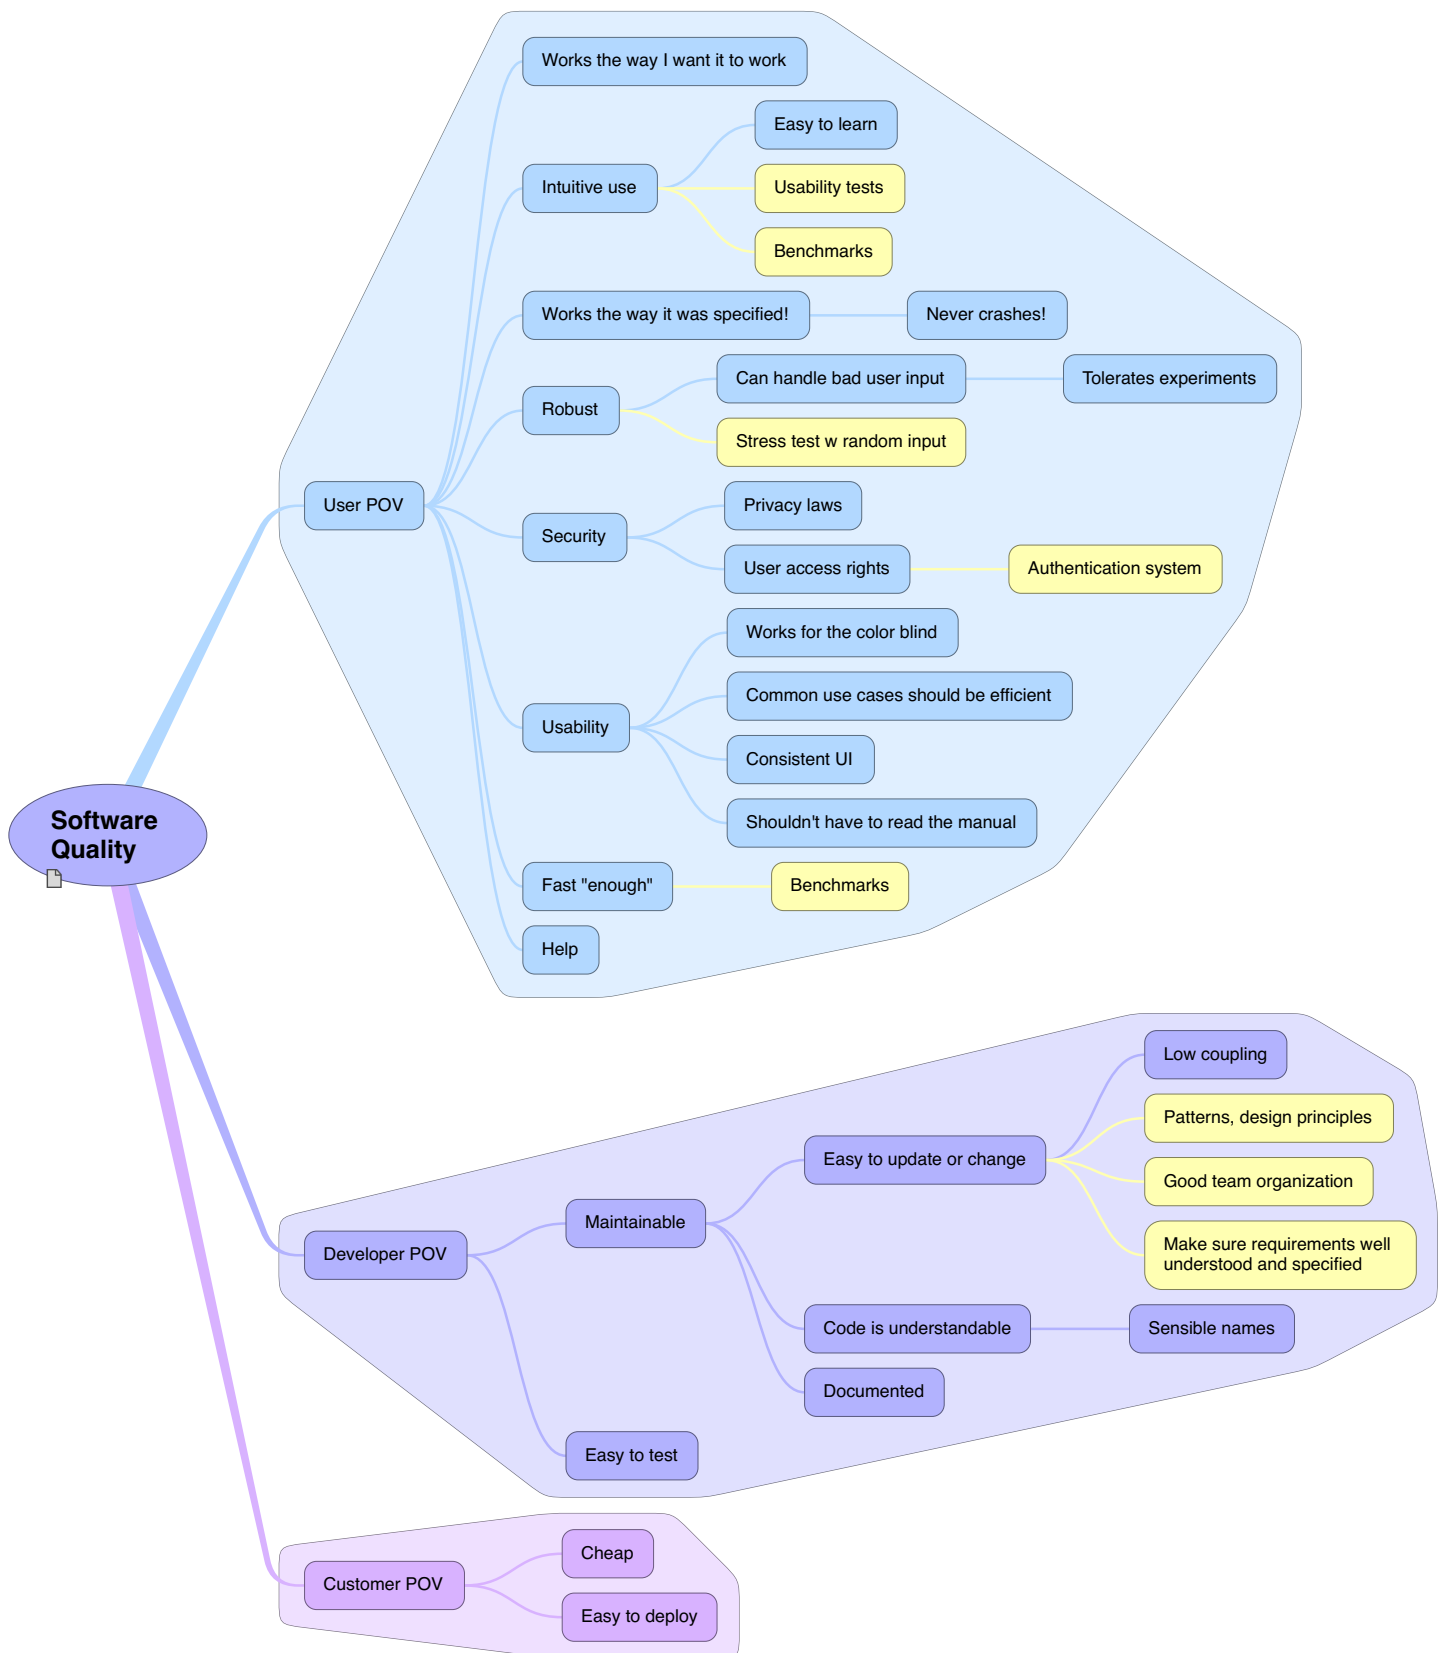 Works the way I want it to work
Easy to learn
Intuitive use
Usability tests
Benchmarks
Works the way it was specified!
Never crashes!
Can handle bad user input
Tolerates experiments
Robust
Stress test w random input
User POV
Privacy laws
Security
User access rights
Authentication system
Works for the color blind
Common use cases should be efficient
Usability
Consistent UI
Shouldn't have to read the manual
Software
Quality
Fast "enough"
Benchmarks
Help
Low coupling
Patterns, design principles
Easy to update or change
Good team organization
Maintainable
Make sure requirements well
understood and specified
Developer POV
Code is understandable
Sensible names
Documented
Easy to test
Cheap
Customer POV
Easy to deploy